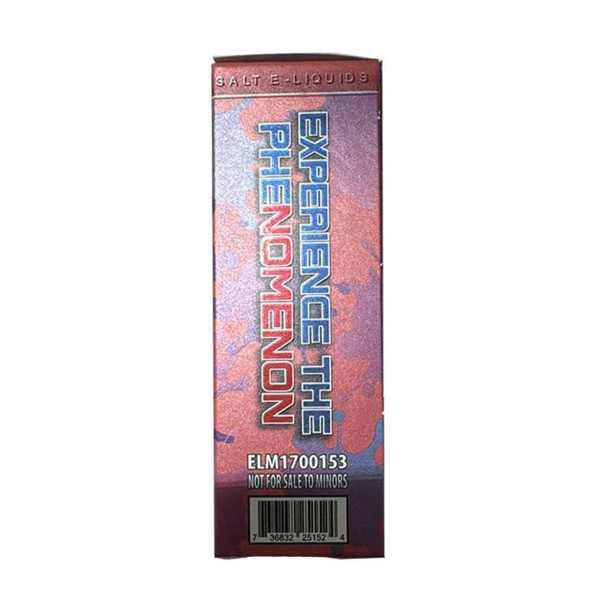 SALT E-LIQUIDS
EXPERIENCE THE
PHENOMENON
ELM1700153
NOT FOR SALE TO MINORS
7 36832 25152 4